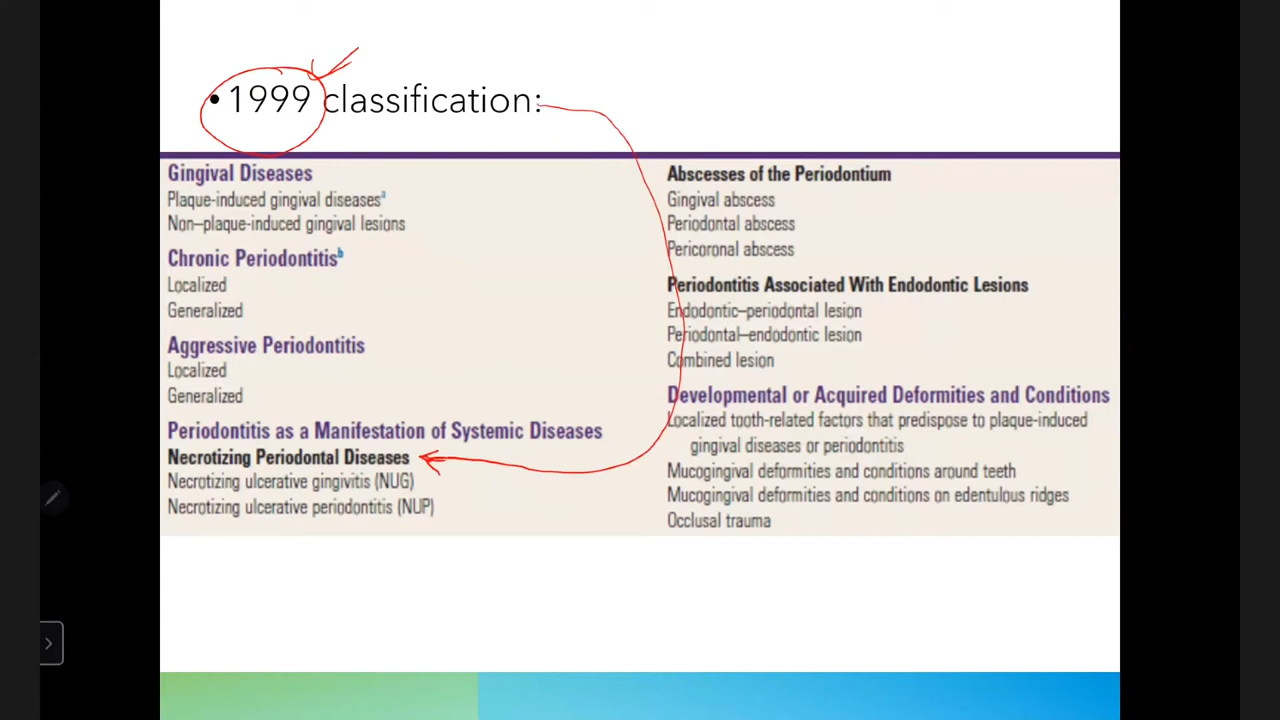 • 1999 classification:
Gingival Diseases
Plaque-induced gingival diseasesᵃ
Non–plaque-induced gingival lesions
Chronic Periodontitisᵇ
Localized
Generalized
Aggressive Periodontitis
Localized
Generalized
Periodontitis as a Manifestation of Systemic Diseases
Necrotizing Periodontal Diseases
Necrotizing ulcerative gingivitis (NUG)
Necrotizing ulcerative periodontitis (NUP)
Abscesses of the Periodontium
Gingival abscess
Periodontal abscess
Pericoronal abscess
Periodontitis Associated With Endodontic Lesions
Endodontic–periodontal lesion
Periodontal–endodontic lesion
Combined lesion
Developmental or Acquired Deformities and Conditions
Localized tooth-related factors that predispose to plaque-induced
gingival diseases or periodontitis
Mucogingival deformities and conditions around teeth
Mucogingival deformities and conditions on edentulous ridges
Occlusal trauma